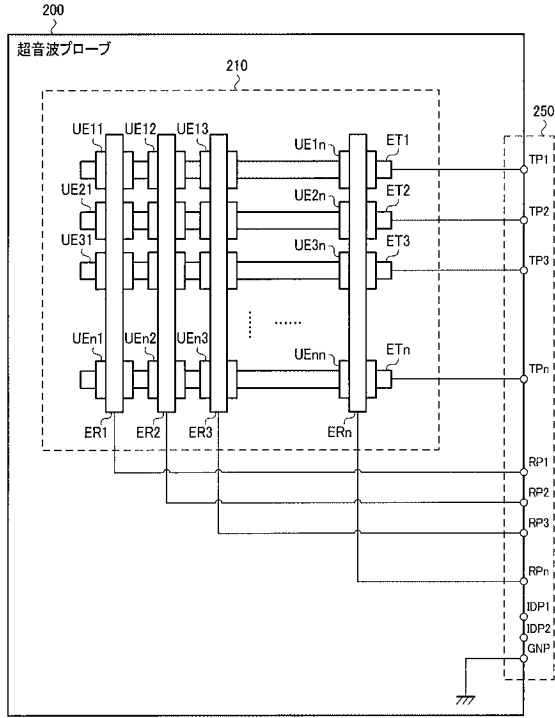 200
超音波プローブ
210
250
UE11 UE12 UE13 UE1n ET1 TP1
UE21 UE2n ET2 TP2
UE31 UE3n ET3 TP3
UEn1 UEn2 UEn3 UEnn ETn TPn
ER1 ER2 ER3 ERn
RP1
RP2
RP3
RPn
IDP1
IDP2
GNP